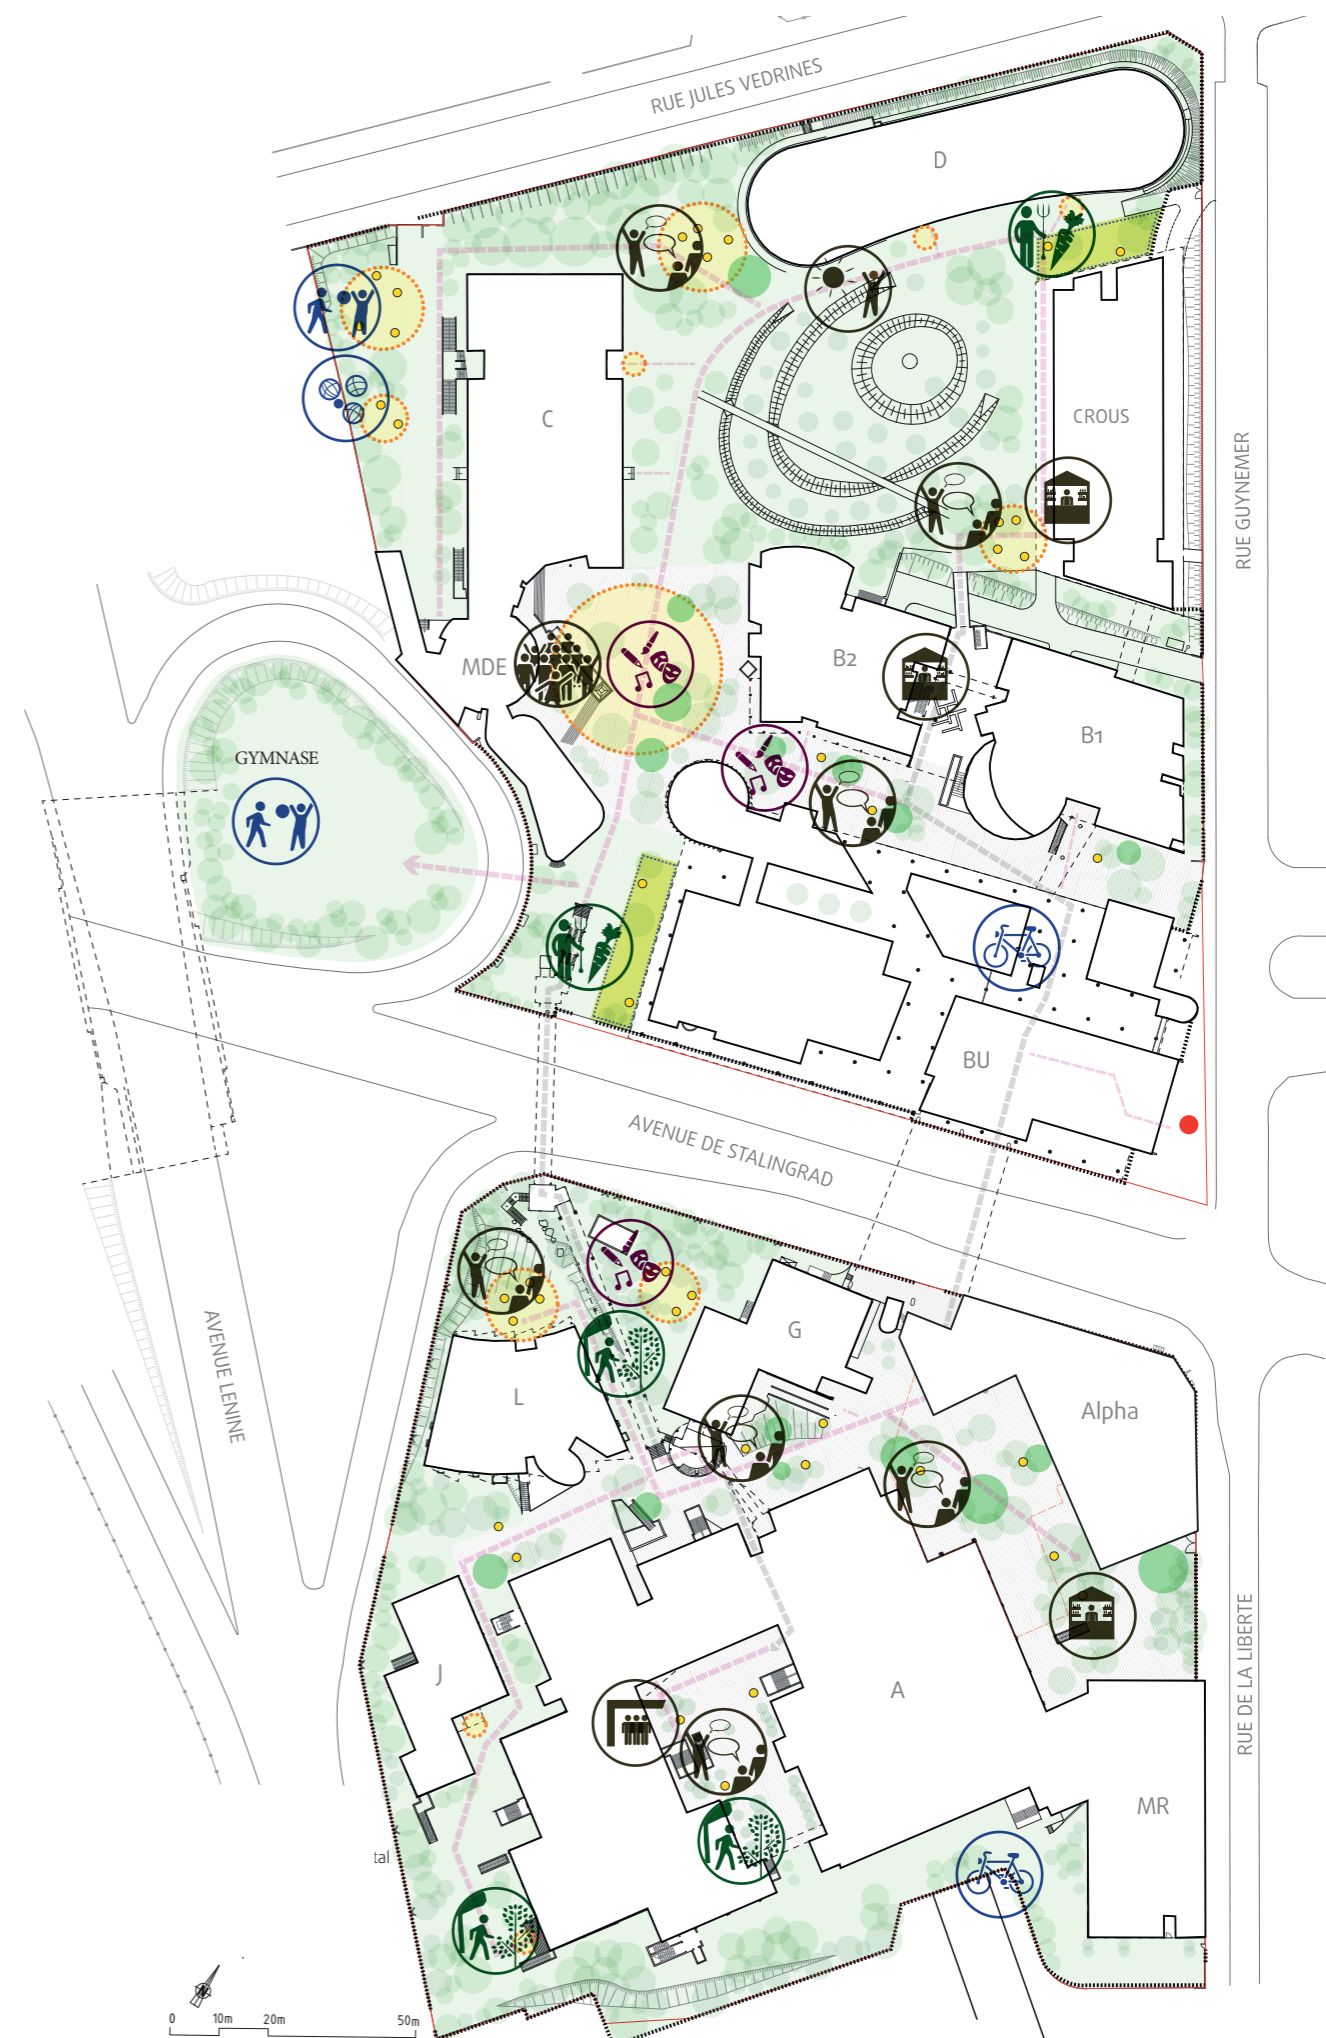 RUE JULES VEDRINES
D
C
CROUS
RUE GUYNEMER
MDE
B2
B1
GYMNASE
BU
AVENUE DE STALINGRAD
AVENUE LENINE
G
L
Alpha
J
A
RUE DE LA LIBERTE
MR
tal
N
0 10m 20m 50m